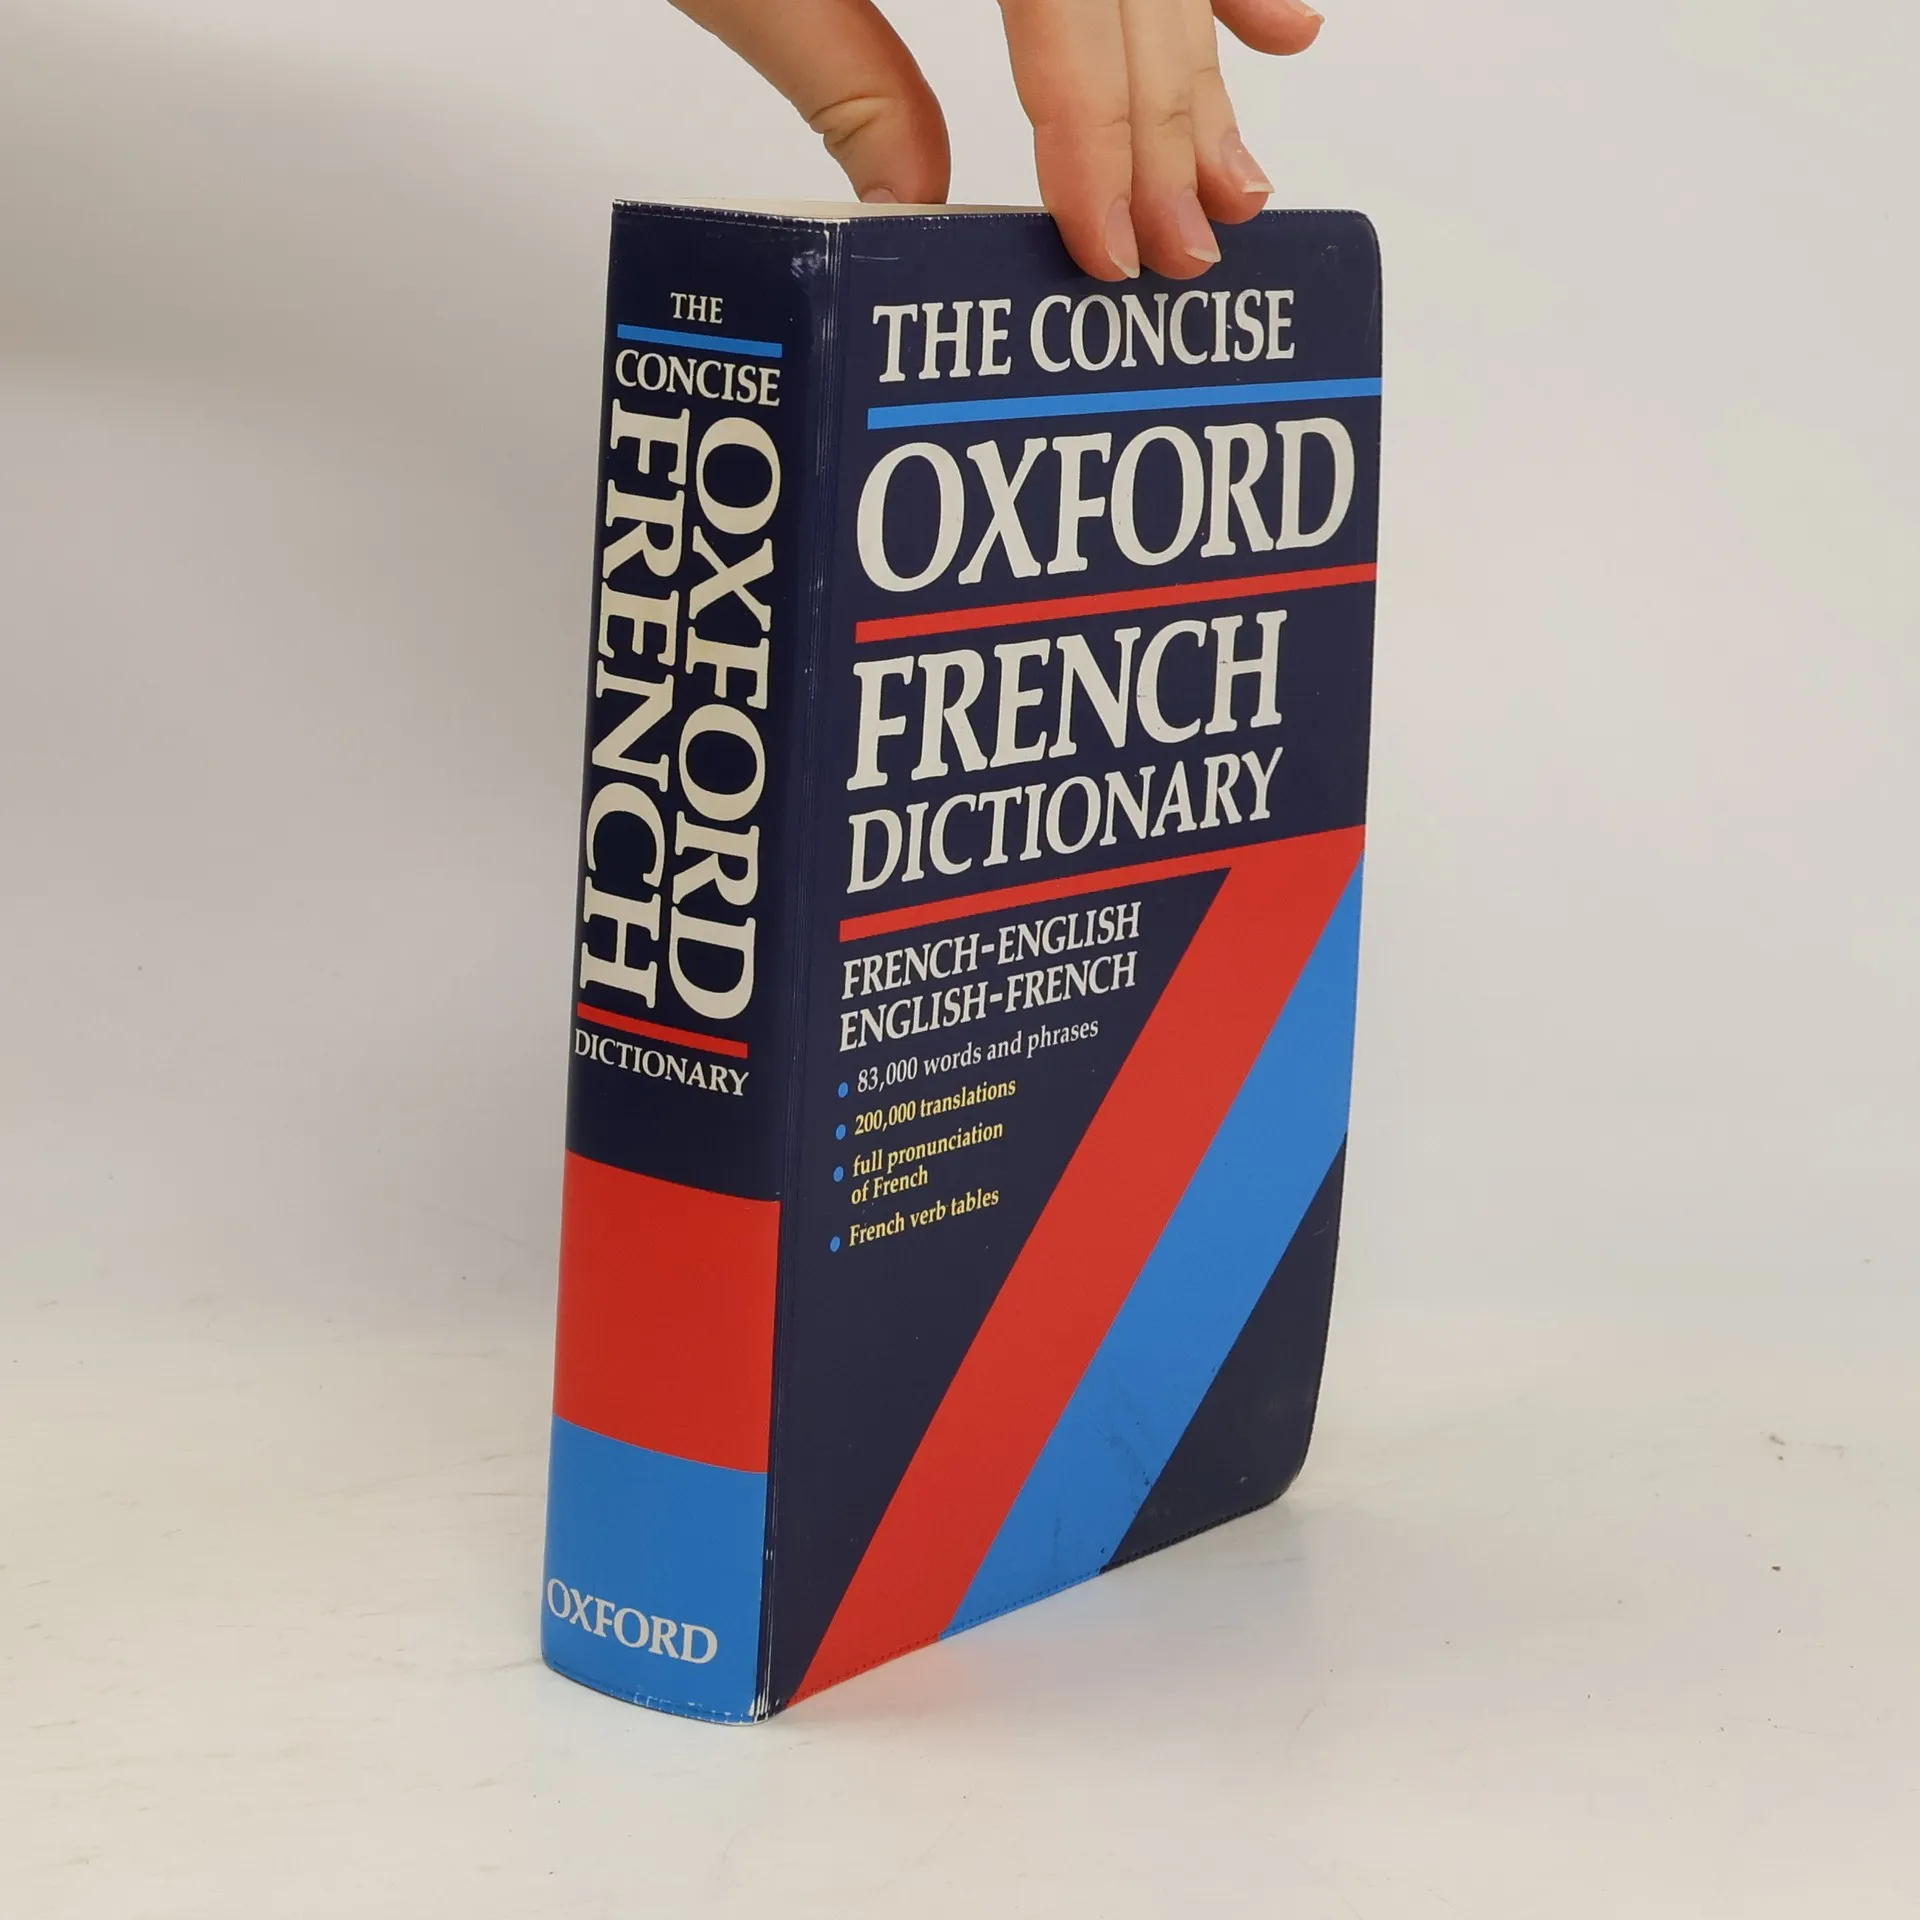 THE
CONCISE
OXFORD
FRENCH
DICTIONARY
OXFORD
THE CONCISE
OXFORD
FRENCH
DICTIONARY
FRENCH-ENGLISH
ENGLISH-FRENCH
• 83,000 words and phrases
• 200,000 translations
• full pronunciation
of French
• French verb tables